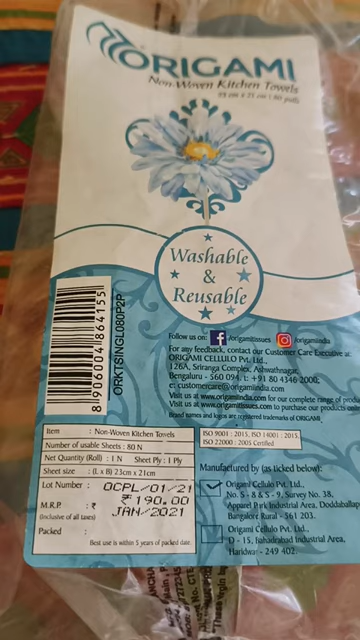 ORIGAMI
Non-Woven Kitchen Towels
Washable
&
Reusable
8906004864155
ORKTSINGL080P2P
Follow us on: /origamitissues /origamiindia
For any feedback, contact our Customer Care Executive at:
ORIGAMI CELLULO Pvt. Ltd.,
128A, Sriranga Complex, Ashwathnagar,
Bengaluru - 560 094. t: +91 80 4346 2000;
e: customercare@origamiindia.com
Visit us at www.origamiindia.com for our complete range of
Visit us at www.origamitissues.com to purchase our products
Brand names and logos are registered trademarks of ORIGAMI
Item : Non-Woven Kitchen Towels
Number of usable Sheets : 80 N
Net Quantity (Roll) : 1 N Sheet Ply : 1 Ply
Sheet size : (L x B) 23cm x 21cm
Lot Number : OCPL/01/21
M.R.P. : ₹ ₹190.00
(Inclusive of all taxes) JAN/2021
Packed :
Best use is within 5 years of packed date.
ISO 9001 : 2015, ISO 14001 : 2015,
ISO 22000 : 2005 Certified
Manufactured by (as ticked below):
Origami Cellulo Pvt. Ltd.,
No. 5 - 8 & 5 - 9, Survey No. 38,
Apparel Park Industrial Area, Doddaballapur
Bangalore Rural - 561 203.
Origami Cellulo Pvt. Ltd.,
D - 15, Bahadrabad Industrial Area,
Haridwar - 249 402.